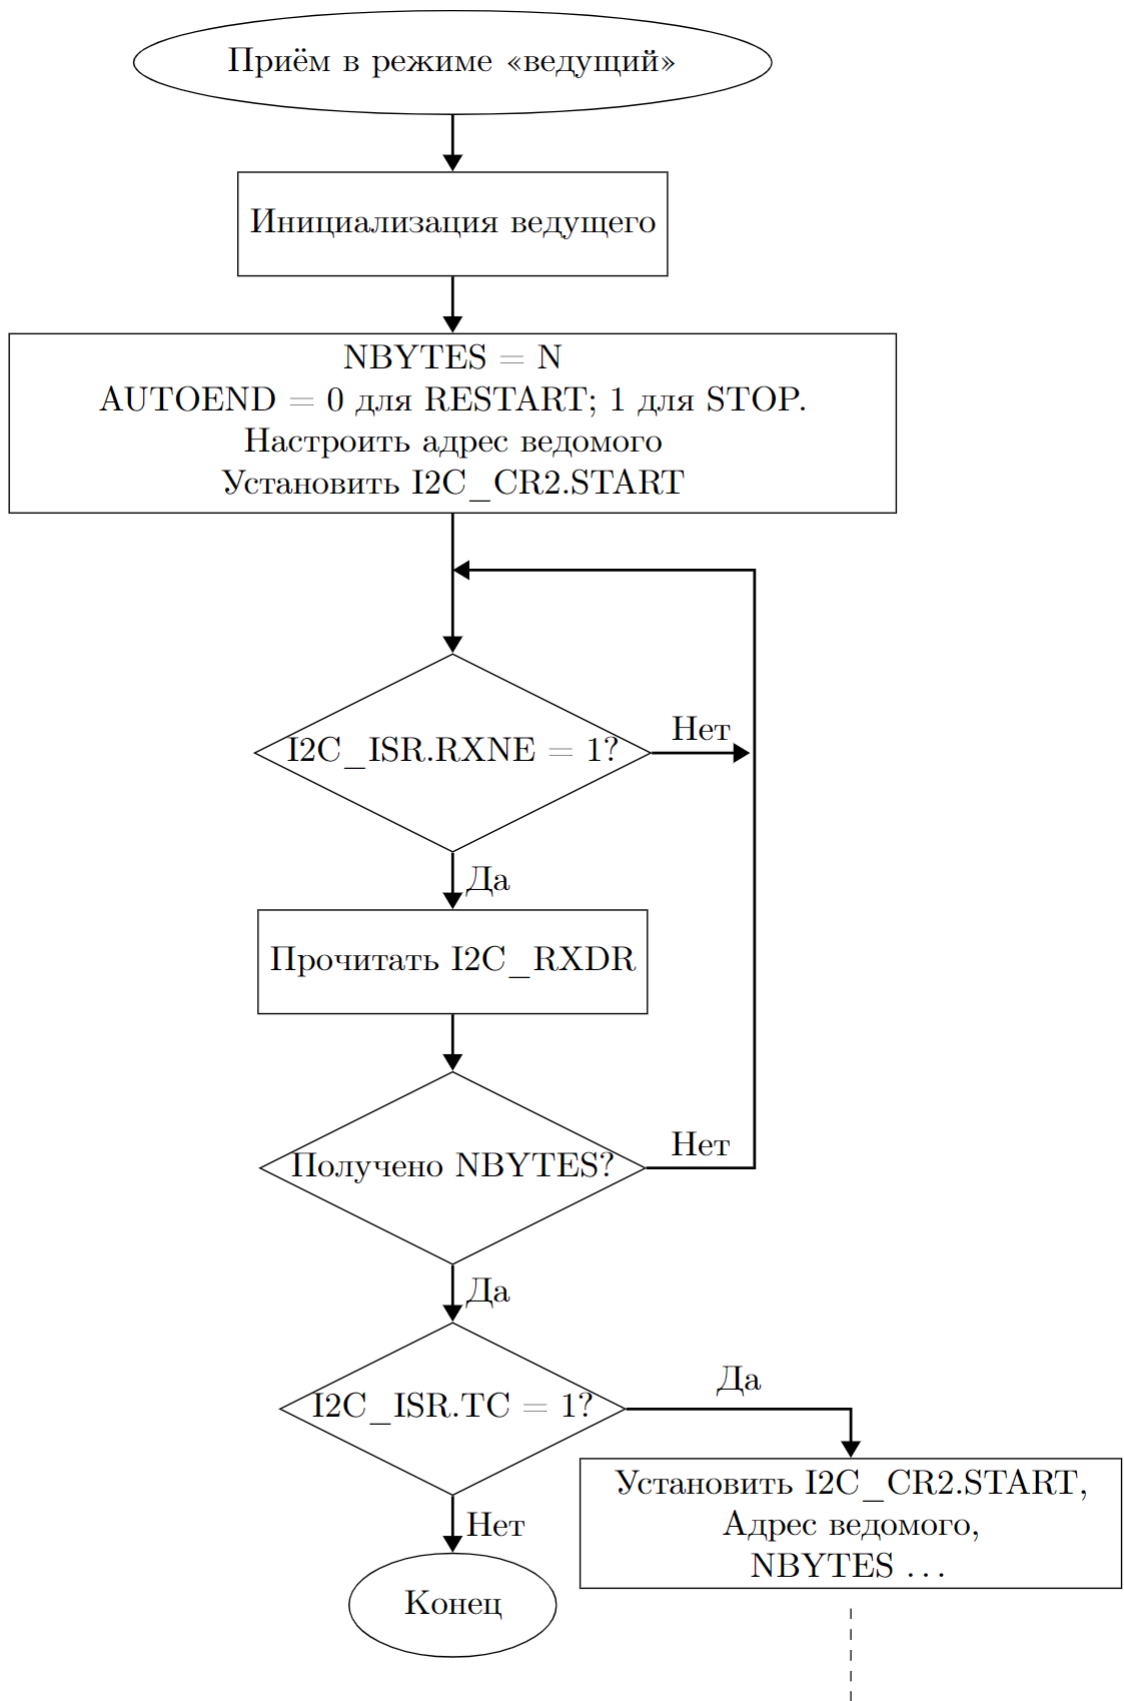 Приём в режиме «ведущий»
Инициализация ведущего
NBYTES = N
AUTOEND = 0 для RESTART; 1 для STOP.
Настроить адрес ведомого
Установить I2C_CR2.START
I2C_ISR.RXNE = 1?
Нет
Да
Прочитать I2C_RXDR
Получено NBYTES?
Нет
Да
I2C_ISR.TC = 1?
Да
Установить I2C_CR2.START,
Адрес ведомого,
NBYTES ...
Нет
Конец